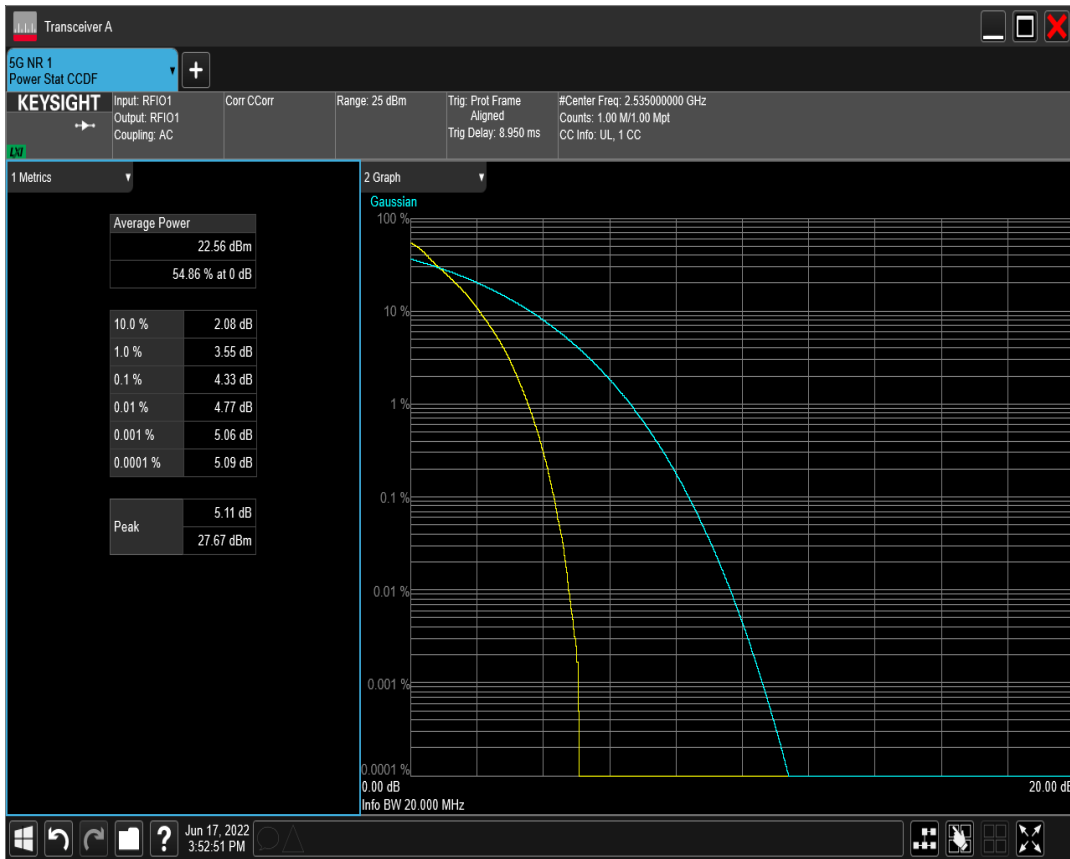 Transceiver A
5G NR 1
Power Stat CCDF
+
KEYSIGHT
LXI
Input: RFIO1
Output: RFIO1
Coupling: AC
Corr CCorr
Range: 25 dBm
Trig: Prot Frame
Aligned
Trig Delay: 8.950 ms
#Center Freq: 2.535000000 GHz
Counts: 1.00 M/1.00 Mpt
CC Info: UL, 1 CC
1 Metrics
Average Power
22.56 dBm
54.86 % at 0 dB
10.0 % 2.08 dB
1.0 % 3.55 dB
0.1 % 4.33 dB
0.01 % 4.77 dB
0.001 % 5.06 dB
0.0001 % 5.09 dB
Peak 5.11 dB
27.67 dBm
2 Graph
Gaussian
100 %
10 %
1 %
0.1 %
0.01 %
0.001 %
0.0001 %
0.00 dB 20.00 dB
Info BW 20.000 MHz
?
Jun 17, 2022
3:52:51 PM